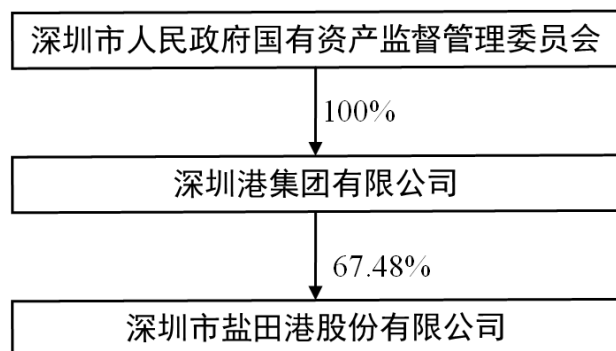 深圳市人民政府国有资产监督管理委员会
100%
深圳港集团有限公司
67.48%
深圳市盐田港股份有限公司